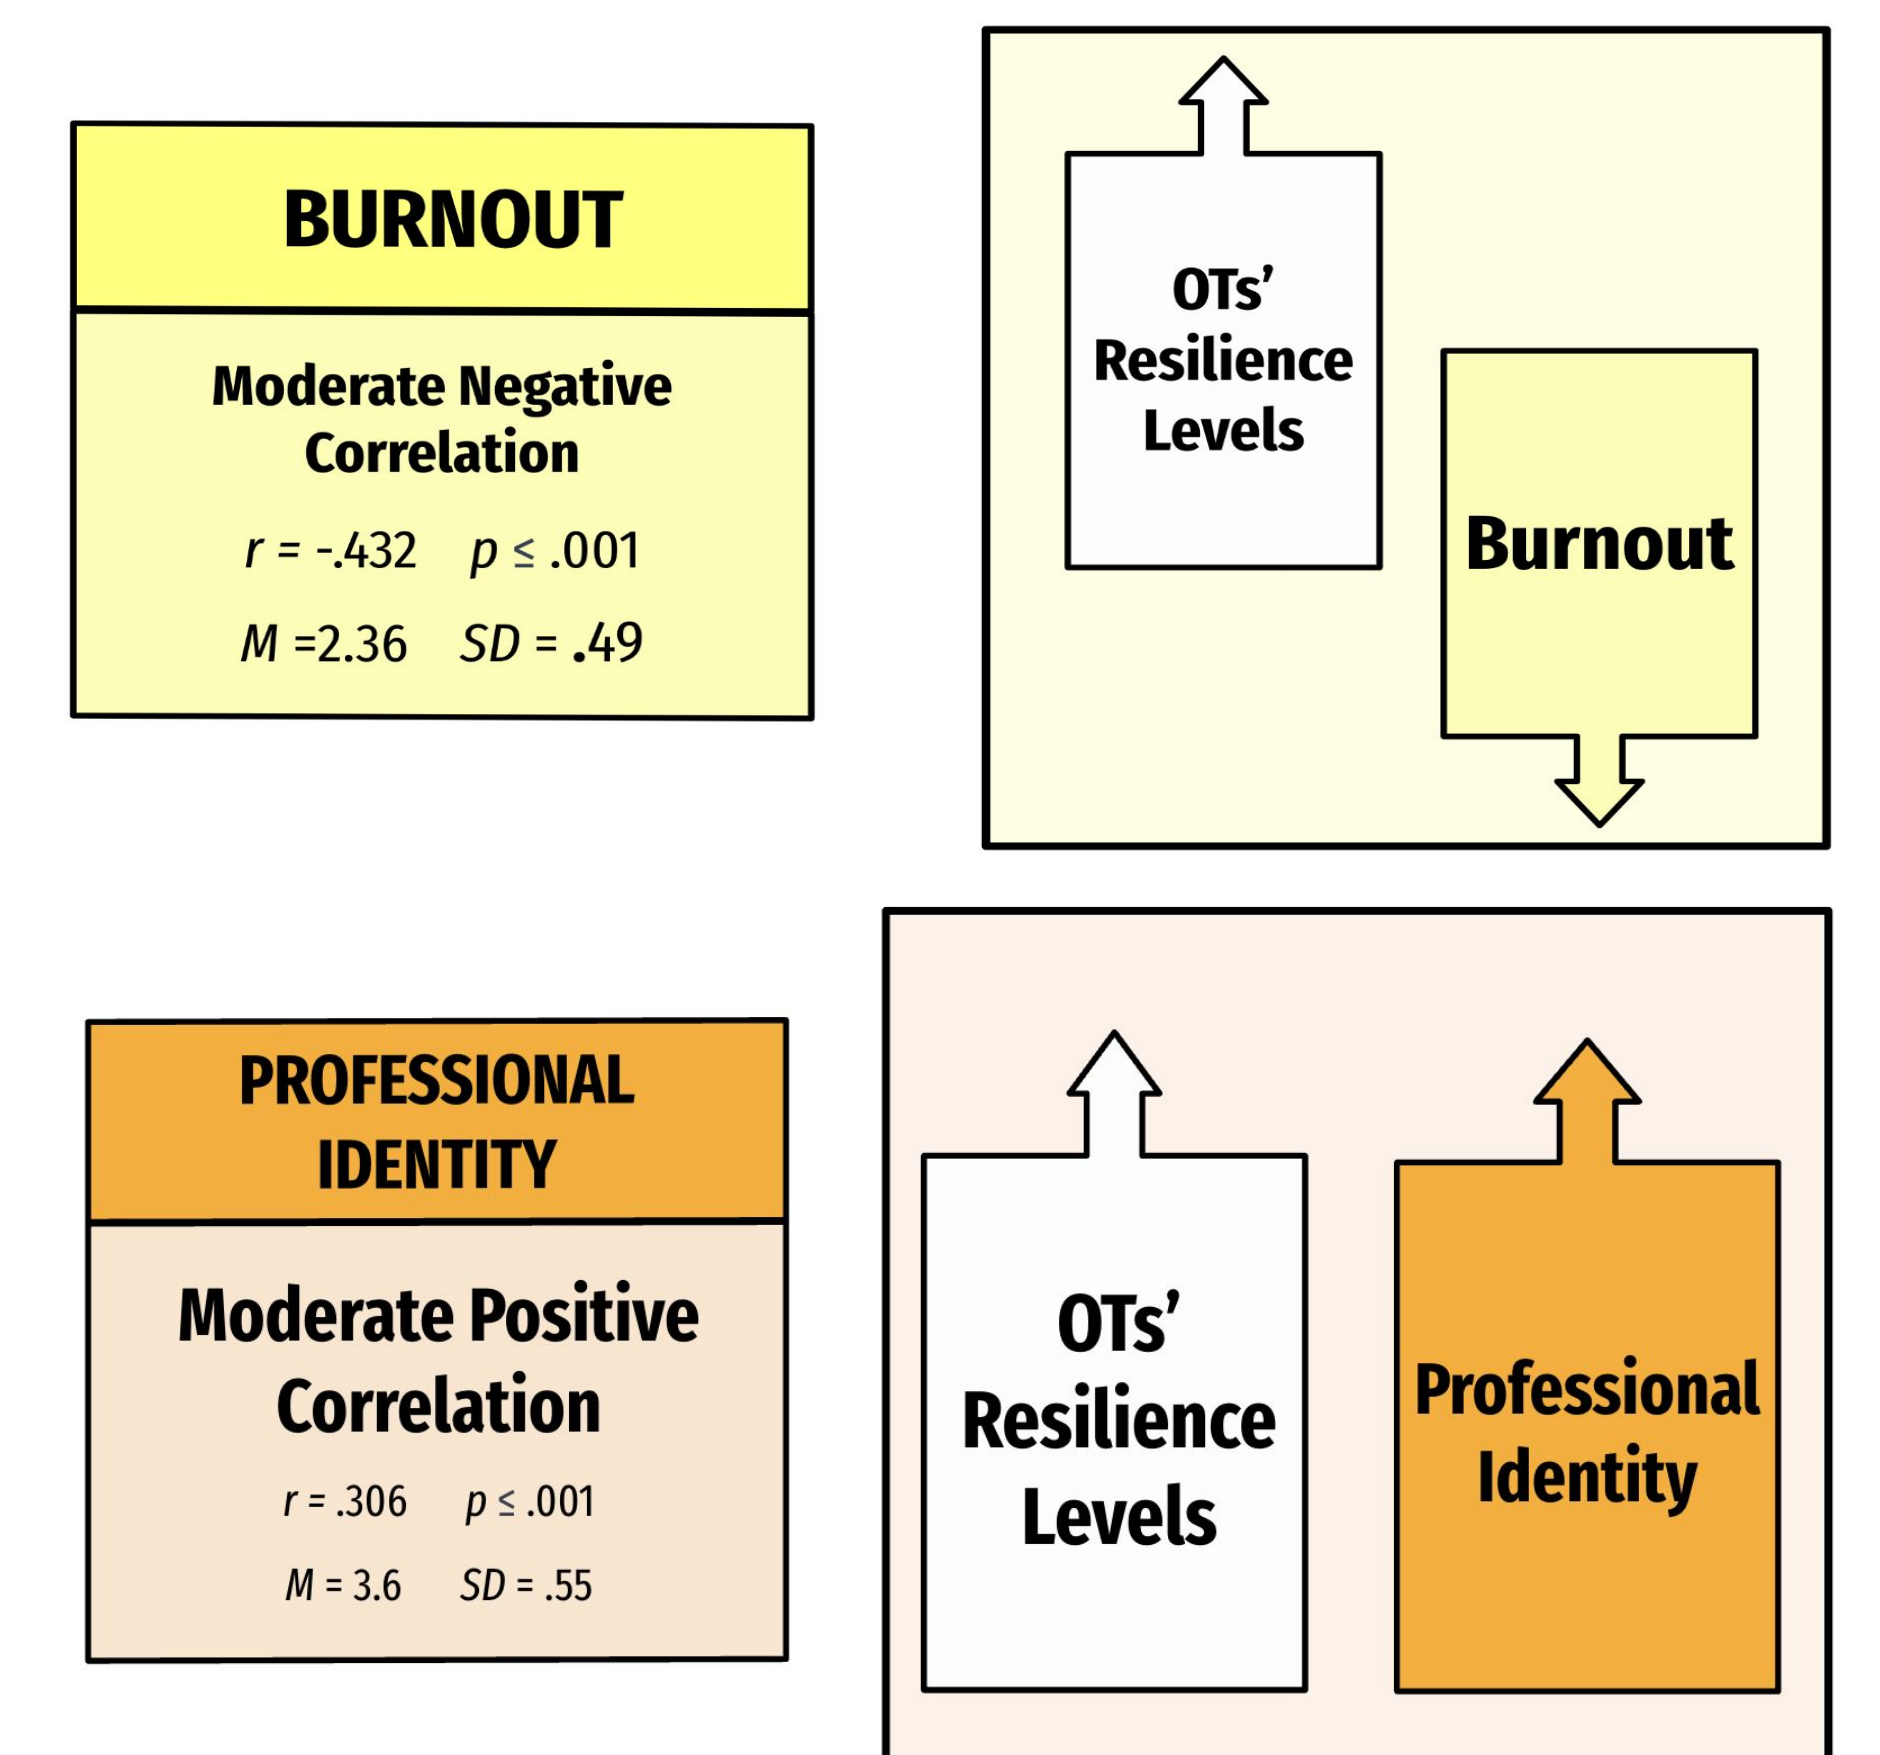 BURNOUT
Moderate Negative
Correlation
r = -.432 p ≤ .001
M =2.36 SD = .49
OTs’
Resilience
Levels
Burnout
PROFESSIONAL
IDENTITY
Moderate Positive
Correlation
r = .306 p ≤ .001
M = 3.6 SD = .55
OTs’
Resilience
Levels
Professional
Identity